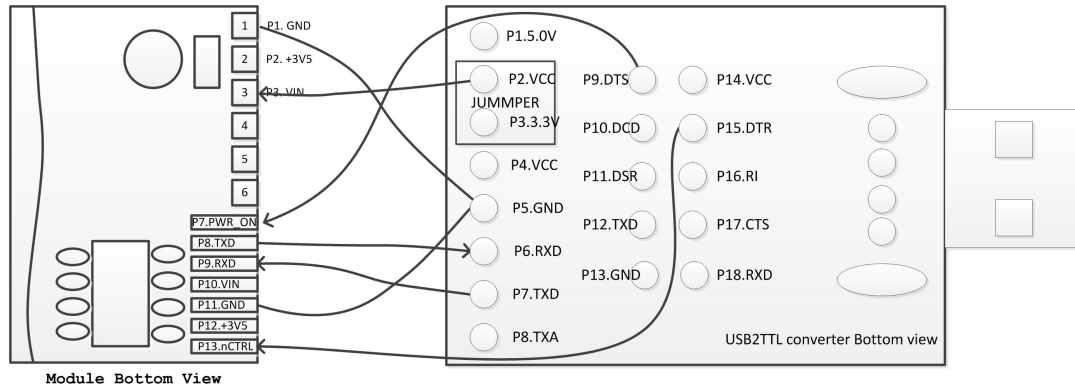 1
P1. GND
2
P2. +3V5
3
P3. VIN
4
5
6
P7.PWR_ON
P8.TXD
P9.RXD
P10.VIN
P11.GND
P12.+3V5
P13.nCTRL
Module Bottom View
P1.5.0V
P2.VCC
JUMMPER
P3.3.3V
P4.VCC
P5.GND
P6.RXD
P7.TXD
P8.TXA
P9.DTS
P10.DCD
P11.DSR
P12.TXD
P13.GND
P14.VCC
P15.DTR
P16.RI
P17.CTS
P18.RXD
USB2TTL converter Bottom view